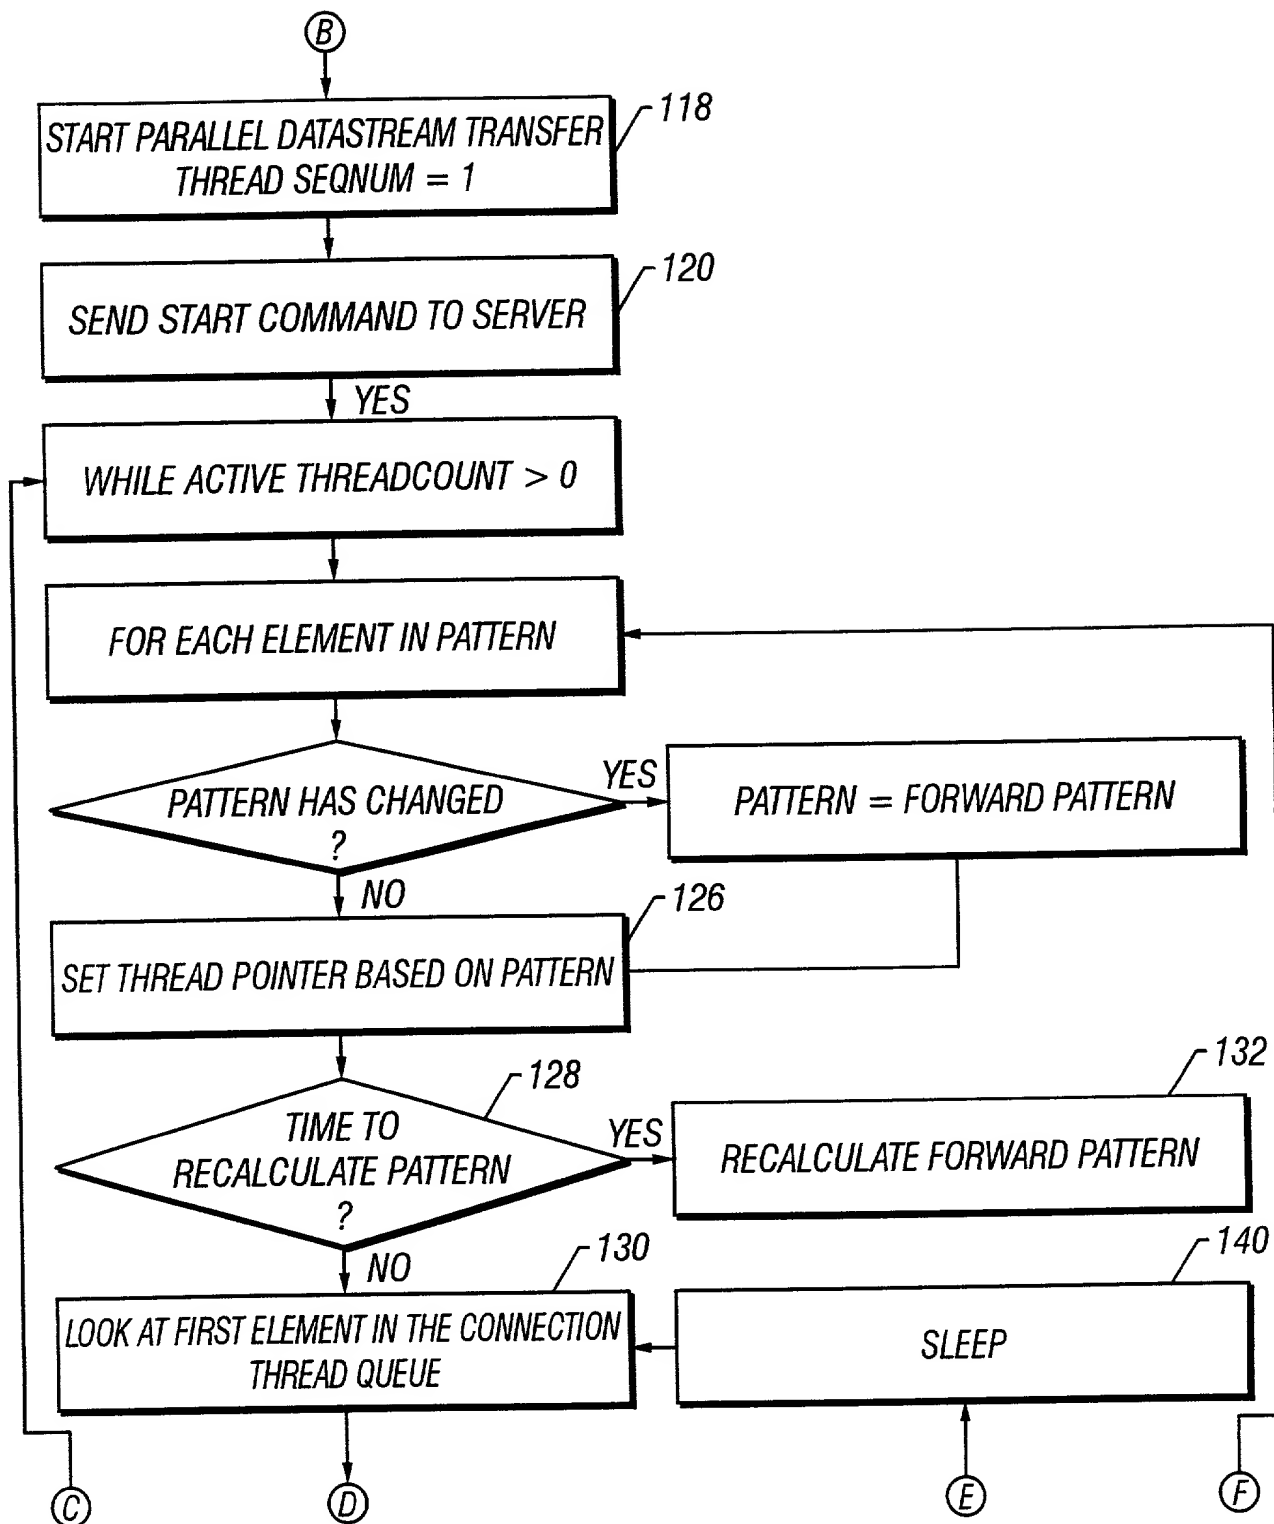 B
118
START PARALLEL DATASTREAM TRANSFER
THREAD SEQNUM = 1
120
SEND START COMMAND TO SERVER
YES
WHILE ACTIVE THREADCOUNT > 0
FOR EACH ELEMENT IN PATTERN
PATTERN HAS CHANGED
?
YES
PATTERN = FORWARD PATTERN
NO
126
SET THREAD POINTER BASED ON PATTERN
128
TIME TO
RECALCULATE PATTERN
?
YES
132
RECALCULATE FORWARD PATTERN
NO
130
LOOK AT FIRST ELEMENT IN THE CONNECTION
THREAD QUEUE
140
SLEEP
C
D
E
F